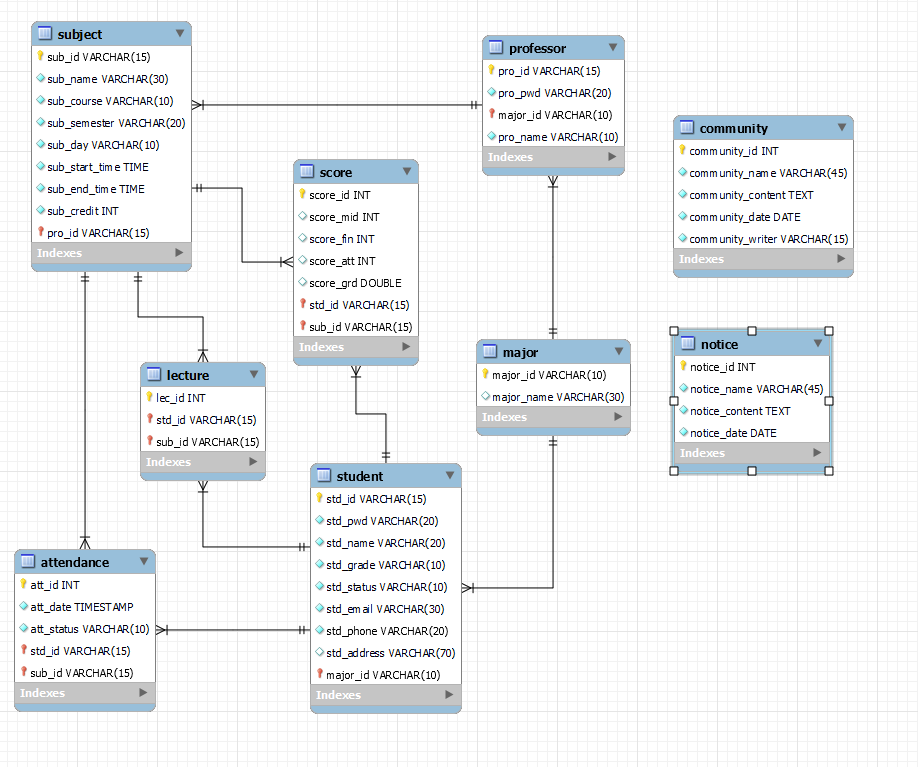 subject
sub_id VARCHAR(15)
sub_name VARCHAR(30)
sub_course VARCHAR(10)
sub_semester VARCHAR(20)
sub_day VARCHAR(10)
sub_start_time TIME
sub_end_time TIME
sub_credit INT
pro_id VARCHAR(15)
Indexes
professor
pro_id VARCHAR(15)
pro_pwd VARCHAR(20)
major_id VARCHAR(10)
pro_name VARCHAR(10)
Indexes
community
community_id INT
community_name VARCHAR(45)
community_content TEXT
community_date DATE
community_writer VARCHAR(15)
Indexes
score
score_id INT
score_mid INT
score_fin INT
score_att INT
score_grd DOUBLE
std_id VARCHAR(15)
sub_id VARCHAR(15)
Indexes
major
major_id VARCHAR(10)
major_name VARCHAR(30)
Indexes
notice
notice_id INT
notice_name VARCHAR(45)
notice_content TEXT
notice_date DATE
Indexes
lecture
lec_id INT
std_id VARCHAR(15)
sub_id VARCHAR(15)
Indexes
student
std_id VARCHAR(15)
std_pwd VARCHAR(20)
std_name VARCHAR(20)
std_grade VARCHAR(10)
std_status VARCHAR(10)
std_email VARCHAR(30)
std_phone VARCHAR(20)
std_address VARCHAR(70)
major_id VARCHAR(10)
Indexes
attendance
att_id INT
att_date TIMESTAMP
att_status VARCHAR(10)
std_id VARCHAR(15)
sub_id VARCHAR(15)
Indexes